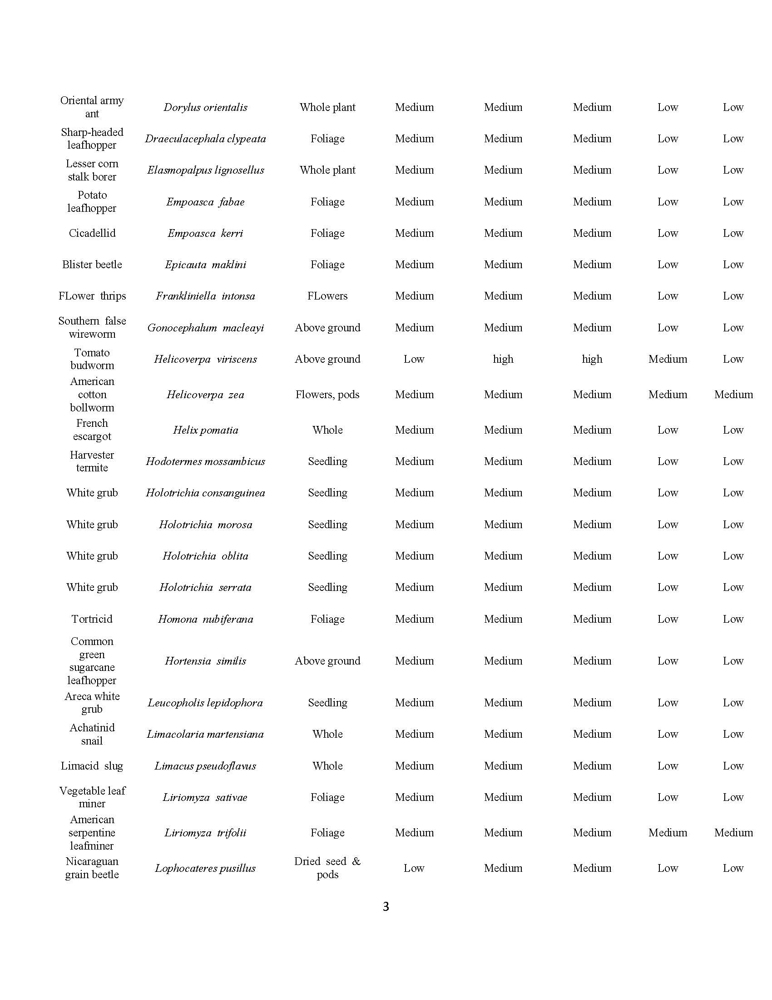 Oriental army
ant Dorylus orientalis Whole plant Medium Medium Medium Low Low
Sharp-headed
leafhopper Draeculacephala clypeata Foliage Medium Medium Medium Low Low
Lesser corn
stalk borer Elasmopalpus lignosellus Whole plant Medium Medium Medium Low Low
Potato
leafhopper Empoasca fabae Foliage Medium Medium Medium Low Low
Cicadellid Empoasca kerri Foliage Medium Medium Medium Low Low
Blister beetle Epicauta maklini Foliage Medium Medium Medium Low Low
FLower thrips Frankliniella intonsa FLowers Medium Medium Medium Low Low
Southern false
wireworm Gonocephalum macleayi Above ground Medium Medium Medium Low Low
Tomato
budworm Helicoverpa viriscens Above ground Low high high Medium Low
American
cotton Helicoverpa zea Flowers, pods Medium Medium Medium Medium Medium
bollworm
French
escargot Helix pomatia Whole Medium Medium Medium Low Low
Harvester
termite Hodotermes mossambicus Seedling Medium Medium Medium Low Low
White grub Holotrichia consanguinea Seedling Medium Medium Medium Low Low
White grub Holotrichia morosa Seedling Medium Medium Medium Low Low
White grub Holotrichia oblita Seedling Medium Medium Medium Low Low
White grub Holotrichia serrata Seedling Medium Medium Medium Low Low
Tortricid Homona nubiferana Foliage Medium Medium Medium Low Low
Common
green
sugarcane Hortensia similis Above ground Medium Medium Medium Low Low
leafhopper
Areca white
grub Leucopholis lepidophora Seedling Medium Medium Medium Low Low
Achatinid
snail Limacolaria martensiana Whole Medium Medium Medium Low Low
Limacid slug Limacus pseudoflavus Whole Medium Medium Medium Low Low
Vegetable leaf
miner Liriomyza sativae Foliage Medium Medium Medium Low Low
American
serpentine Liriomyza trifolii Foliage Medium Medium Medium Medium Medium
leafminer
Nicaraguan
grain beetle Lophocateres pusillus Dried seed &
pods Low Medium Medium Low Low
3